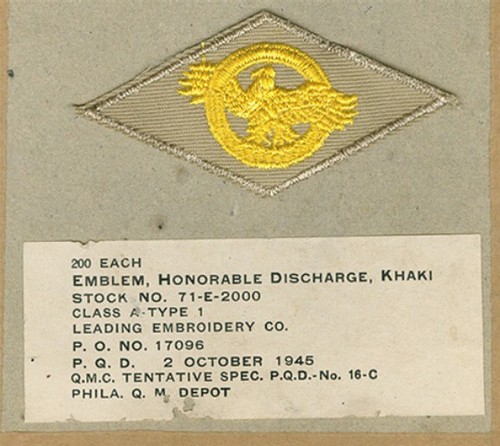 200 EACH
EMBLEM, HONORABLE DISCHARGE, KHAKI
STOCK NO. 71-E-2000
CLASS A-TYPE 1
LEADING EMBROIDERY CO.
P. O. NO. 17096
P. Q. D. 2 OCTOBER 1945
Q.M.C. TENTATIVE SPEC. P.Q.D.-No. 16-C
PHILA. Q. M. DEPOT